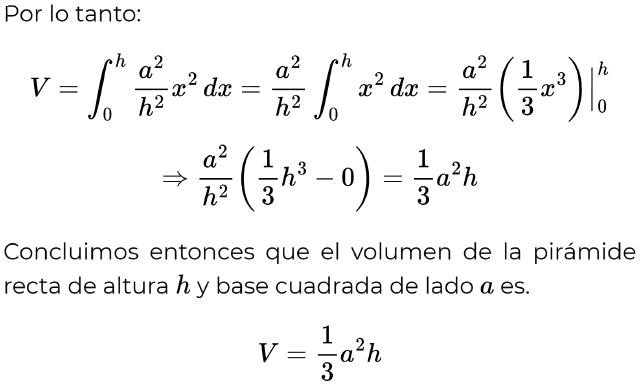 Por lo tanto:
V = ∫₀ʰ a²/h² x² dx = a²/h² ∫₀ʰ x² dx = a²/h² (1/3 x³)|₀ʰ
⇒ a²/h² (1/3 h³ − 0) = 1/3 a²h
Concluimos entonces que el volumen de la pirámide
recta de altura h y base cuadrada de lado a es.
V = 1/3 a²h